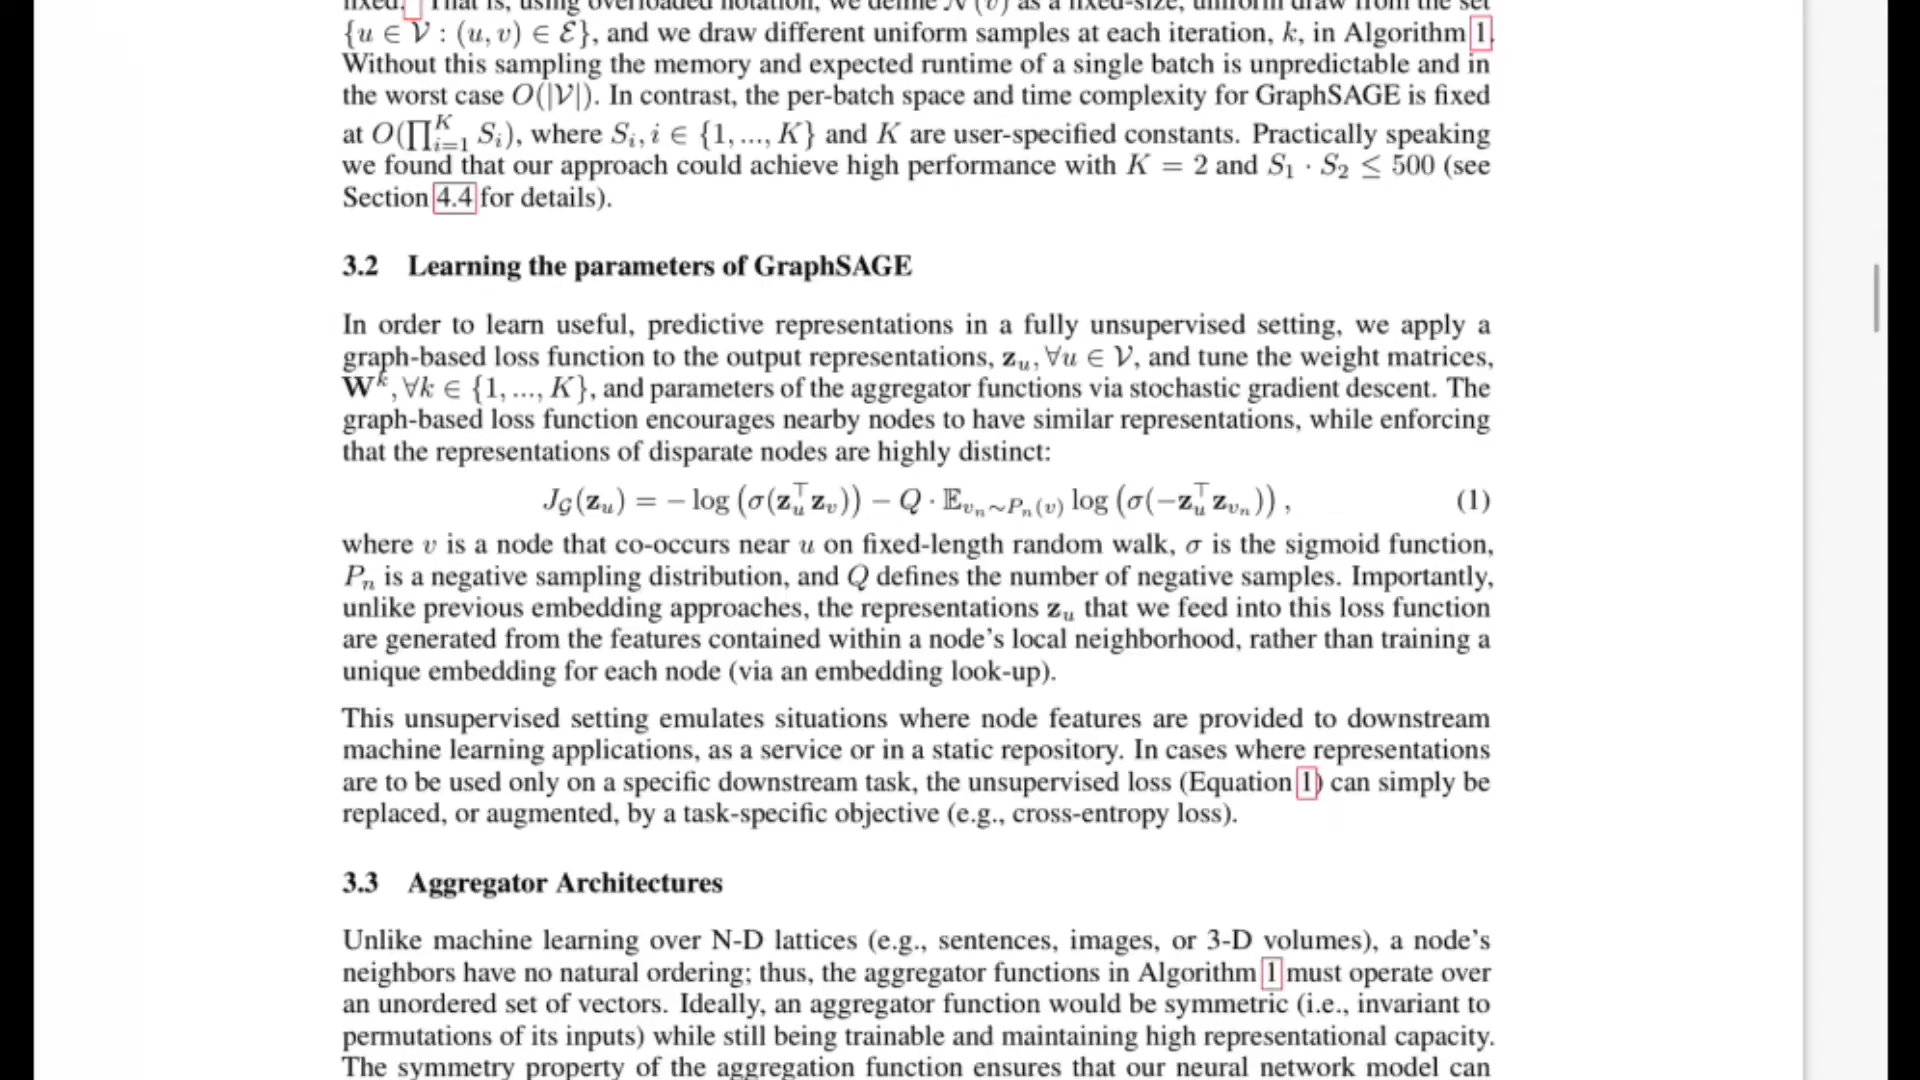 fixed. That is, using overloaded notation, we define N(v) as a fixed-size, uniform draw from the set
{u ∈ V : (u, v) ∈ E}, and we draw different uniform samples at each iteration, k, in Algorithm 1.
Without this sampling the memory and expected runtime of a single batch is unpredictable and in
the worst case O(|V|). In contrast, the per-batch space and time complexity for GraphSAGE is fixed
at O(∏_{i=1}^{K} S_i), where S_i, i ∈ {1, ..., K} and K are user-specified constants. Practically speaking
we found that our approach could achieve high performance with K = 2 and S_1 · S_2 ≤ 500 (see
Section 4.4 for details).
3.2 Learning the parameters of GraphSAGE
In order to learn useful, predictive representations in a fully unsupervised setting, we apply a
graph-based loss function to the output representations, z_u, ∀u ∈ V, and tune the weight matrices,
W^k, ∀k ∈ {1, ..., K}, and parameters of the aggregator functions via stochastic gradient descent. The
graph-based loss function encourages nearby nodes to have similar representations, while enforcing
that the representations of disparate nodes are highly distinct:
J_G(z_u) = − log (σ(z_u^⊤ z_v)) − Q · E_{v_n∼P_n(v)} log (σ(−z_u^⊤ z_{v_n})) , (1)
where v is a node that co-occurs near u on fixed-length random walk, σ is the sigmoid function,
P_n is a negative sampling distribution, and Q defines the number of negative samples. Importantly,
unlike previous embedding approaches, the representations z_u that we feed into this loss function
are generated from the features contained within a node's local neighborhood, rather than training a
unique embedding for each node (via an embedding look-up).
This unsupervised setting emulates situations where node features are provided to downstream
machine learning applications, as a service or in a static repository. In cases where representations
are to be used only on a specific downstream task, the unsupervised loss (Equation 1) can simply be
replaced, or augmented, by a task-specific objective (e.g., cross-entropy loss).
3.3 Aggregator Architectures
Unlike machine learning over N-D lattices (e.g., sentences, images, or 3-D volumes), a node's
neighbors have no natural ordering; thus, the aggregator functions in Algorithm 1 must operate over
an unordered set of vectors. Ideally, an aggregator function would be symmetric (i.e., invariant to
permutations of its inputs) while still being trainable and maintaining high representational capacity.
The symmetry property of the aggregation function ensures that our neural network model can